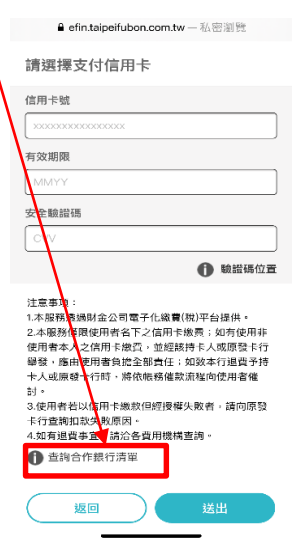 efin.taipeifubon.com.tw — 私密瀏覽
請選擇支付信用卡
信用卡號
xxxxxxxxxxxxxxxx
有效期限
MMYY
安全驗證碼
CVV
驗證碼位置
注意事項：
1.本服務透過財金公司電子化繳費(稅)平台提供。
2.本服務僅限使用者名下之信用卡繳費；如有使用非
使用者本人之信用卡繳費，並經該持卡人或原發卡行
舉發，應由使用者負擔全部責任；如致本行退費予持
卡人或原發卡行時，將依帳務催款流程向使用者催
討。
3.使用者若以信用卡繳款但經授權失敗者，請向原發
卡行查詢扣款失敗原因。
4.如有退費事宜，請洽各費用機構查詢。
查詢合作銀行清單
返回
送出